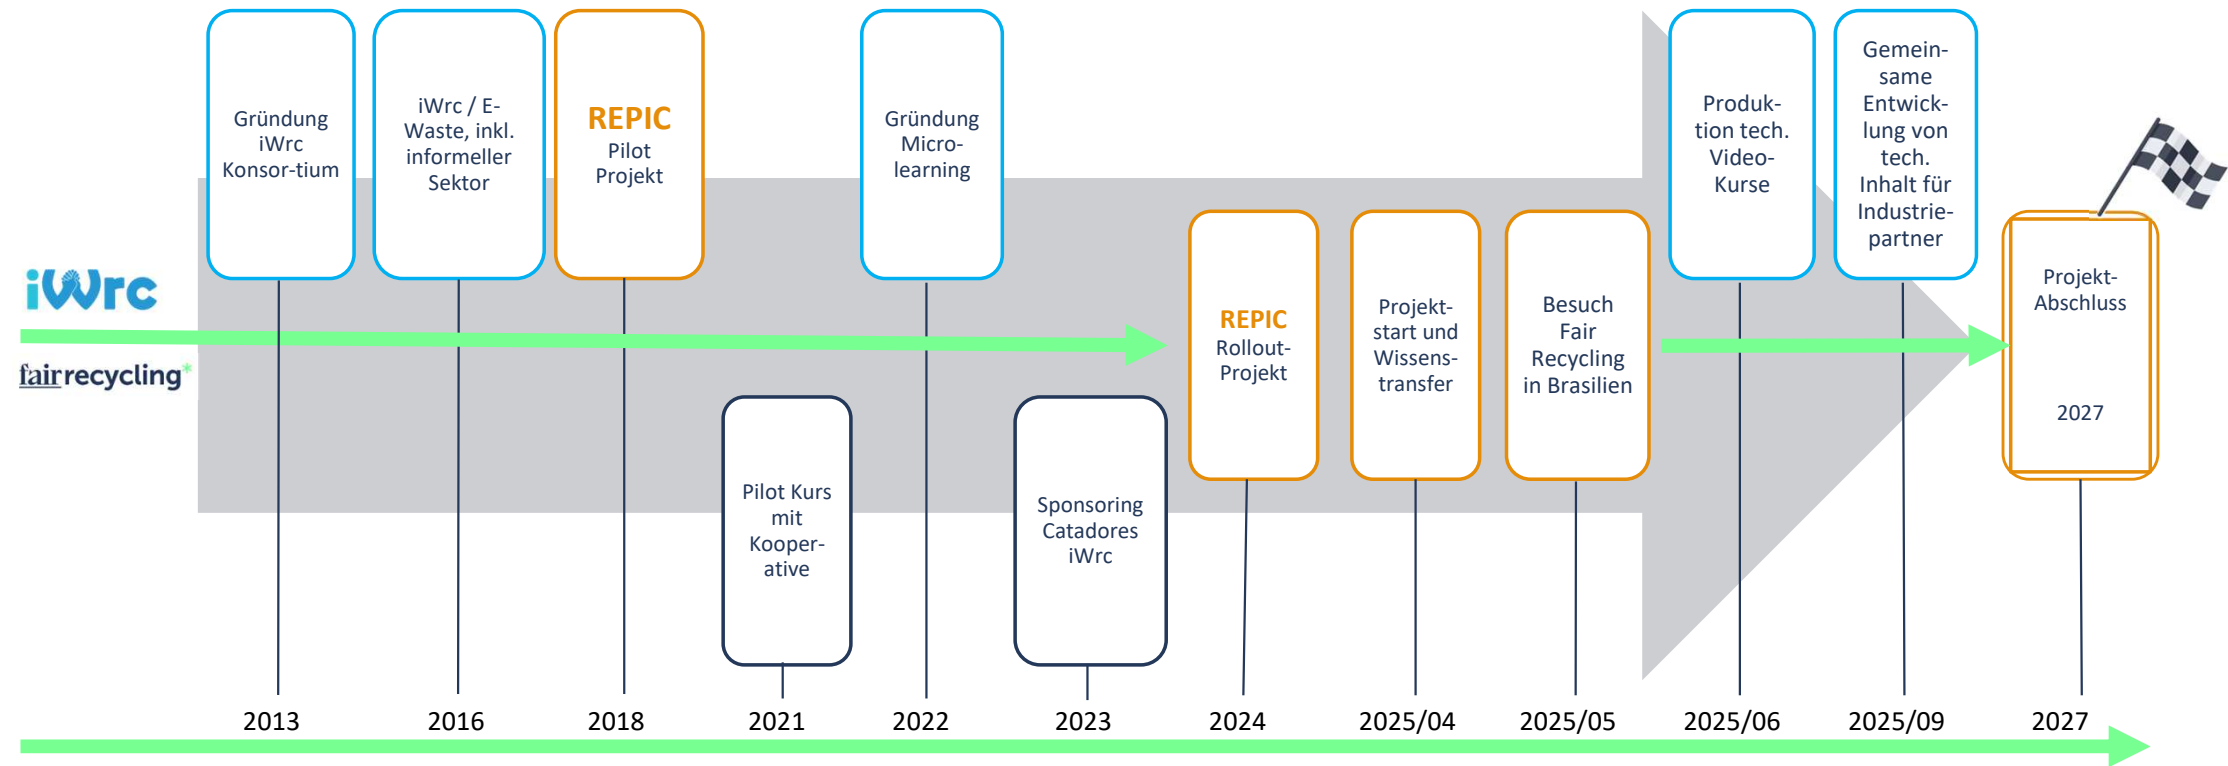 Gründung
iWrc
Konsor-tium
iWrc / E-
Waste, inkl.
informeller
Sektor
REPIC
Pilot
Projekt
Gründung
Micro-
learning
Produk-
tion tech.
Video-
Kurse
Gemein-
same
Entwick-
lung von
tech.
Inhalt für
Industrie-
partner
iWrc
fairrecycling*
REPIC
Rollout-
Projekt
Projekt-
start und
Wissens-
transfer
Besuch
Fair
Recycling
in Brasilien
Projekt-
Abschluss
2027
Pilot Kurs
mit
Kooper-
ative
Sponsoring
Catadores
iWrc
2013
2016
2018
2021
2022
2023
2024
2025/04
2025/05
2025/06
2025/09
2027